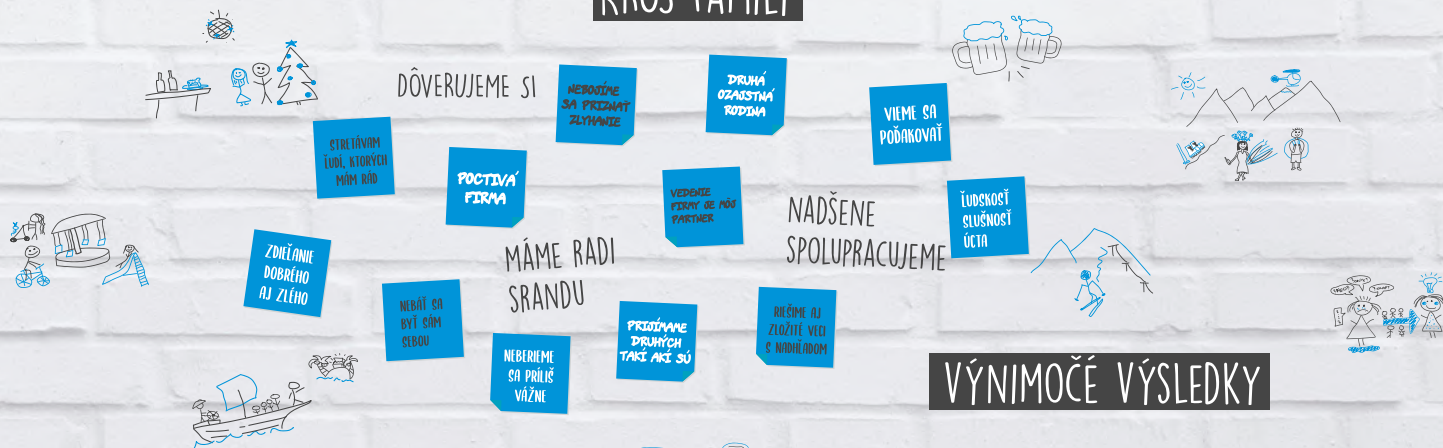 KROS FAMILY
DÔVERUJEME SI
NEBOJÍME
SA PRIZNAŤ
ZLYHANIE
DRUHÁ
OZAJSTNÁ
RODINA
VIEME SA
POĎAKOVAŤ
STRETÁVAM
ĽUDÍ, KTORÝCH
MÁM RÁD
POCTIVÁ
FIRMA
VEDENIE
FIRMY JE MÔJ
PARTNER
NADŠENE
SPOLUPRACUJEME
ĽUDSKOSŤ
SLUŠNOSŤ
ÚCTA
ZDIEĽANIE
DOBRÉHO
AJ ZLÉHO
MÁME RADI
SRANDU
NEBÁŤ SA
BYŤ SÁM
SEBOU
NEBERIEME
SA PRÍLIŠ
VÁŽNE
PRIJÍMAME
DRUHÝCH
TAKÍ AKÍ SÚ
RIEŠIME AJ
ZLOŽITÉ VECI
S NADHĽADOM
VÝNIMOČÉ VÝSLEDKY